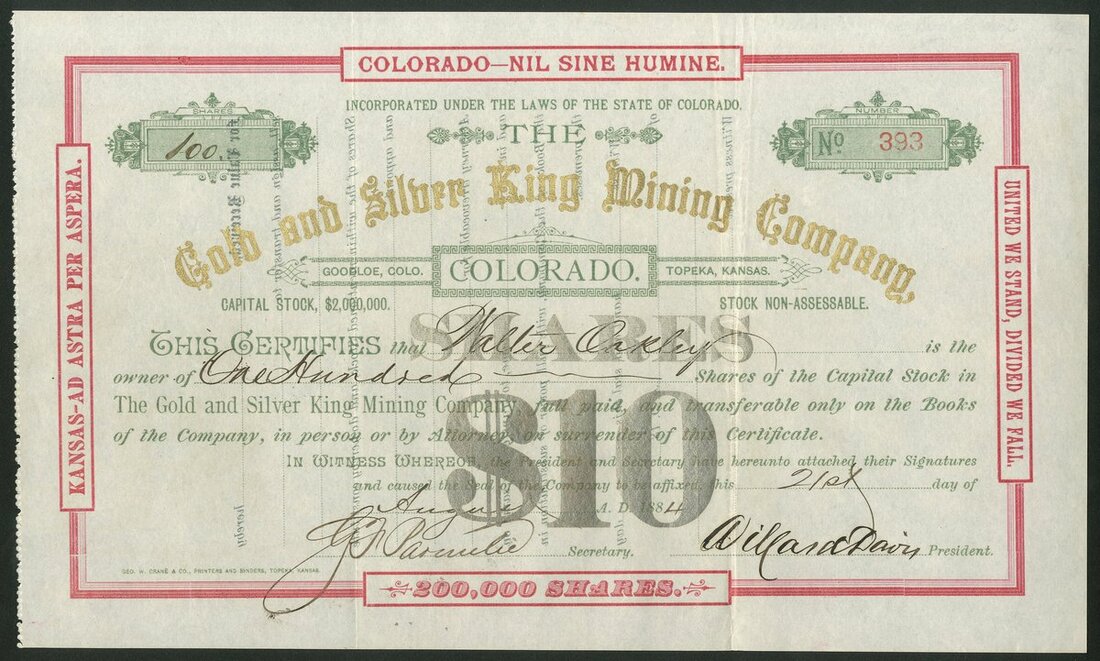 COLORADO—NIL SINE HUMINE.
INCORPORATED UNDER THE LAWS OF THE STATE OF COLORADO.
SHARES
100.
THE
NUMBER
No 393
Gold and Silver King Mining Company,
GOODLOE, COLO.
COLORADO.
TOPEKA, KANSAS.
CAPITAL STOCK, $2,000,000.
STOCK NON-ASSESSABLE.
SHARES
$10
THIS CERTIFIES that Walter Oakley is the
owner of One Hundred Shares of the Capital Stock in
The Gold and Silver King Mining Company, full paid, and transferable only on the Books
of the Company, in person or by Attorney, on surrender of this Certificate.
IN WITNESS WHEREOF, the President and Secretary have hereunto attached their Signatures
and caused the Seal of the Company to be affixed, this 21st day of
August A. D. 1884
Secretary.
Willard Davis President.
GEO. W. CRANE & CO., PRINTERS AND BINDERS, TOPEKA, KANSAS.
200,000 SHARES.
KANSAS-AD ASTRA PER ASPERA.
UNITED WE STAND, DIVIDED WE FALL.